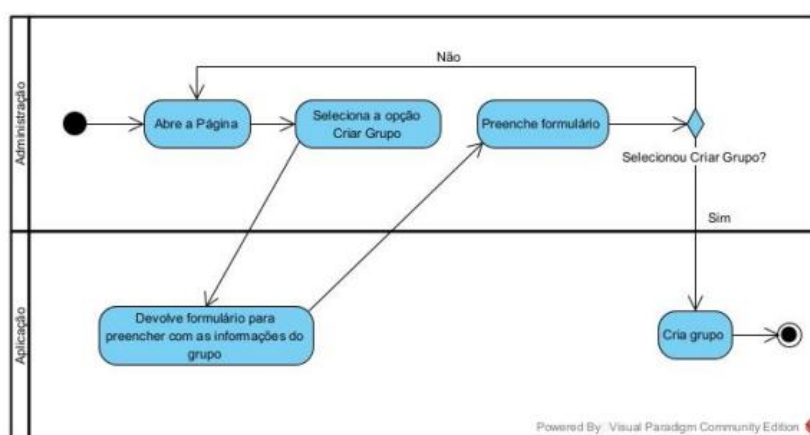 Administração
Não
Abre a Página
Seleciona a opção
Criar Grupo
Preenche formulário
Selecionou Criar Grupo?
Sim
Aplicação
Devolve formulário para
preencher com as informações do
grupo
Cria grupo
Powered By: Visual Paradigm Community Edition